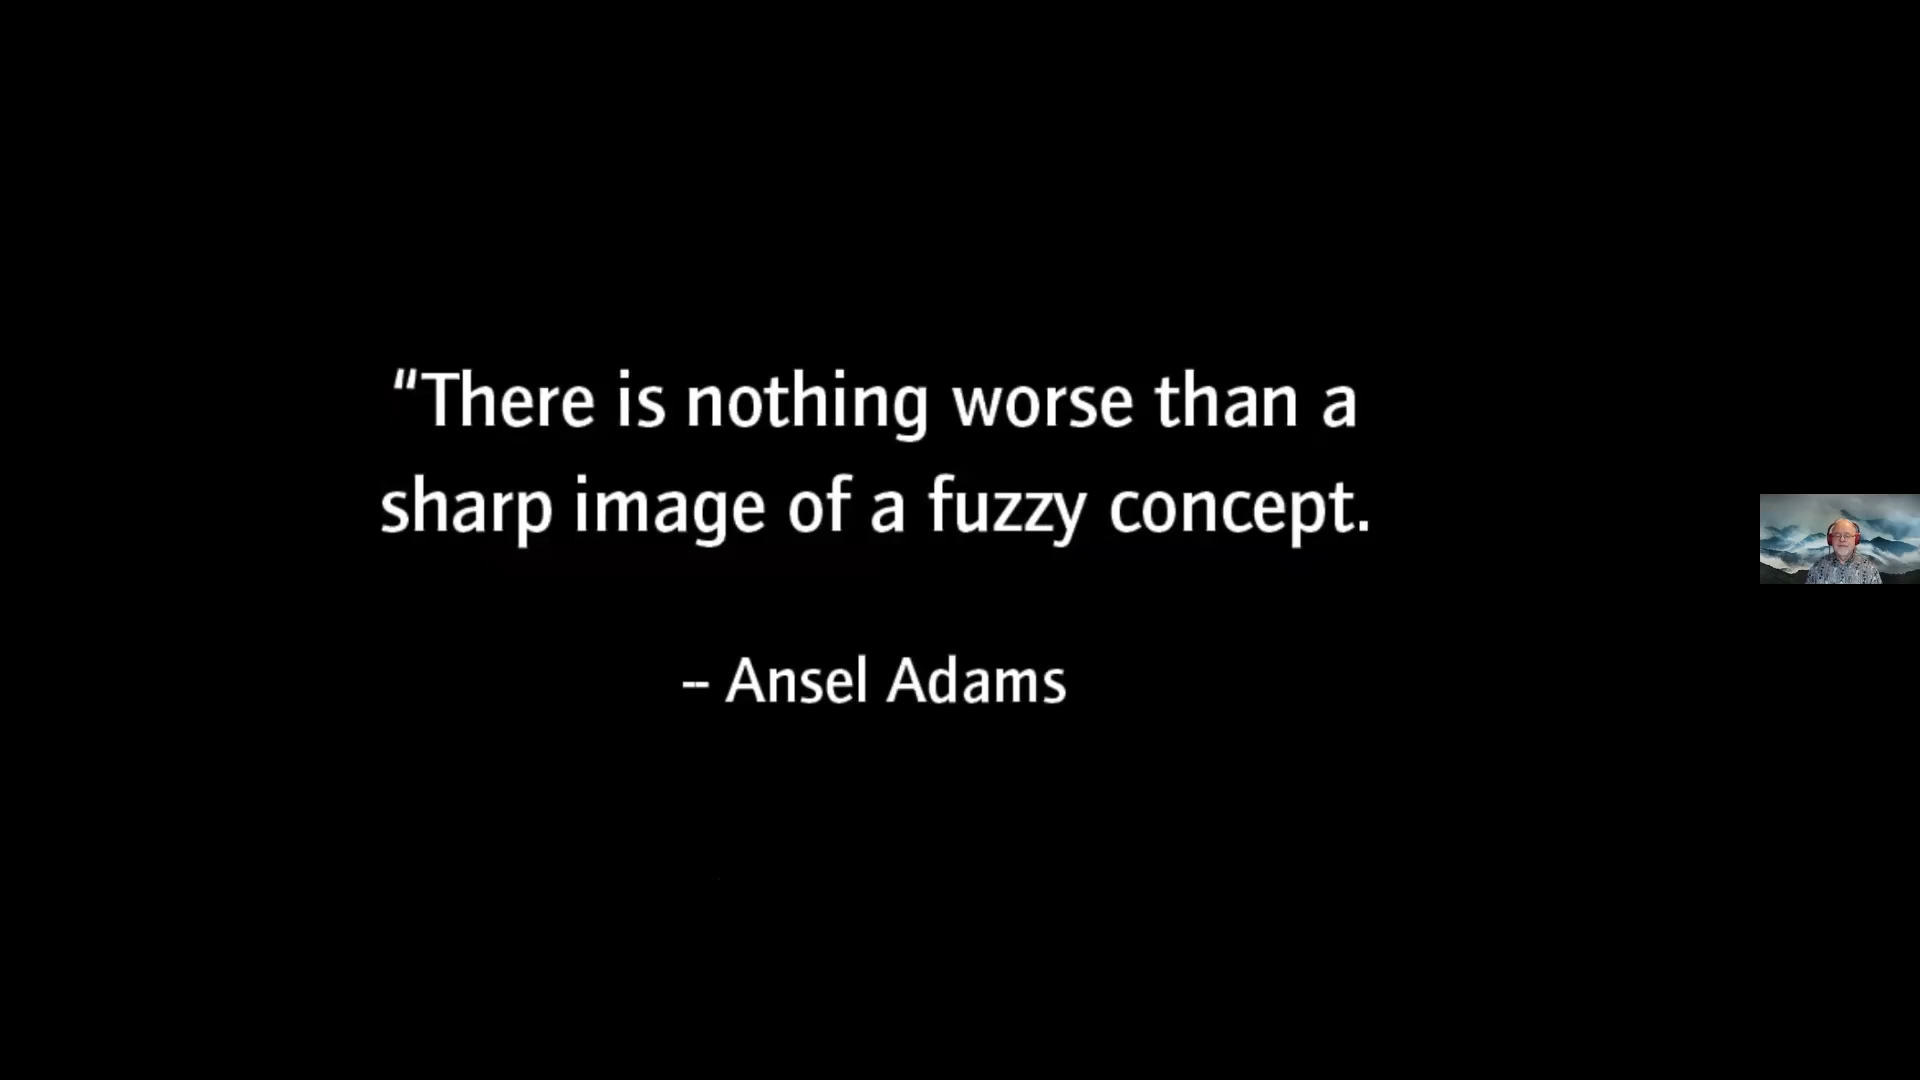 “There is nothing worse than a
sharp image of a fuzzy concept.
-- Ansel Adams